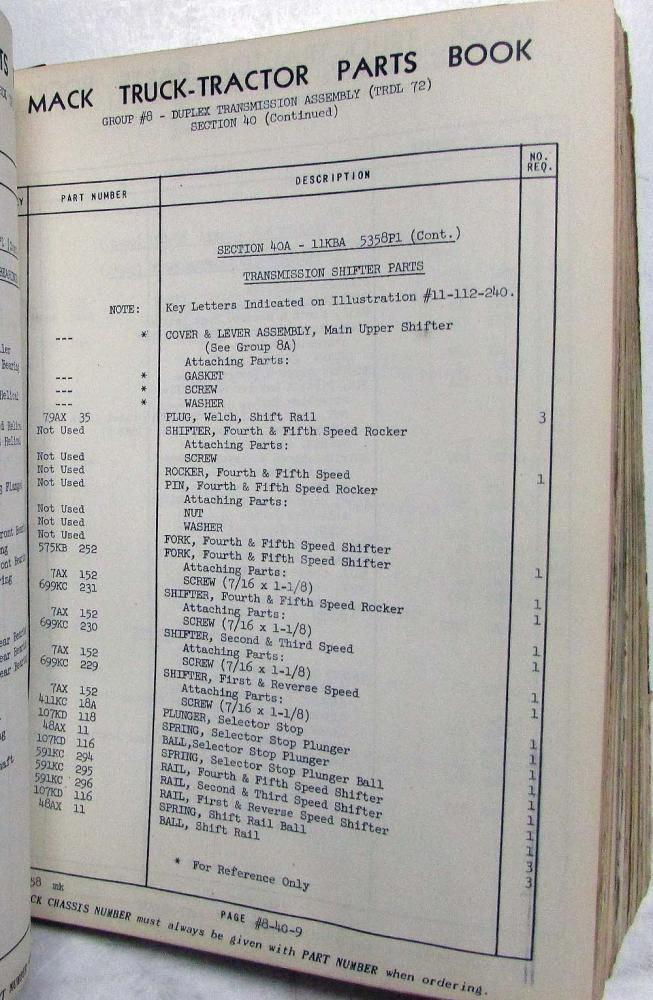 MACK TRUCK-TRACTOR PARTS BOOK
GROUP #8 - DUPLEX TRANSMISSION ASSEMBLY (TRDL 72)
SECTION 40 (Continued)
PART NUMBER DESCRIPTION NO. REQ.
SECTION 40A - 11KBA 5358P1 (Cont.)
TRANSMISSION SHIFTER PARTS
NOTE: Key Letters Indicated on Illustration #11-112-240.
--- * COVER & LEVER ASSEMBLY, Main Upper Shifter
(See Group 8A)
Attaching Parts:
--- * GASKET
--- * SCREW
--- * WASHER
79AX 35 PLUG, Welch, Shift Rail 3
Not Used SHIFTER, Fourth & Fifth Speed Rocker
Attaching Parts:
Not Used SCREW
Not Used ROCKER, Fourth & Fifth Speed 1
Not Used PIN, Fourth & Fifth Speed Rocker
Attaching Parts:
Not Used NUT
Not Used WASHER
Not Used FORK, Fourth & Fifth Speed Shifter
575KB 252 FORK, Fourth & Fifth Speed Shifter 1
Attaching Parts:
7AX 152 SCREW (7/16 x 1-1/8) 1
699KC 231 SHIFTER, Fourth & Fifth Speed Rocker 1
Attaching Parts:
7AX 152 SCREW (7/16 x 1-1/8) 1
699KC 230 SHIFTER, Second & Third Speed 1
Attaching Parts:
7AX 152 SCREW (7/16 x 1-1/8) 1
699KC 229 SHIFTER, First & Reverse Speed 1
Attaching Parts:
7AX 152 SCREW (7/16 x 1-1/8) 1
411KC 18A PLUNGER, Selector Stop 1
107KD 118 SPRING, Selector Stop Plunger 1
48AX 11 BALL,Selector Stop Plunger 1
107KD 116 SPRING, Selector Stop Plunger Ball 1
591KC 294 RAIL, Fourth & Fifth Speed Shifter 1
591KC 295 RAIL, Second & Third Speed Shifter 1
591KC 296 RAIL, First & Reverse Speed Shifter 1
107KD 116 SPRING, Shift Rail Ball 3
48AX 11 BALL, Shift Rail 3
* For Reference Only
58 mk
PAGE #8-40-9
CK CHASSIS NUMBER must always be given with PART NUMBER when ordering.